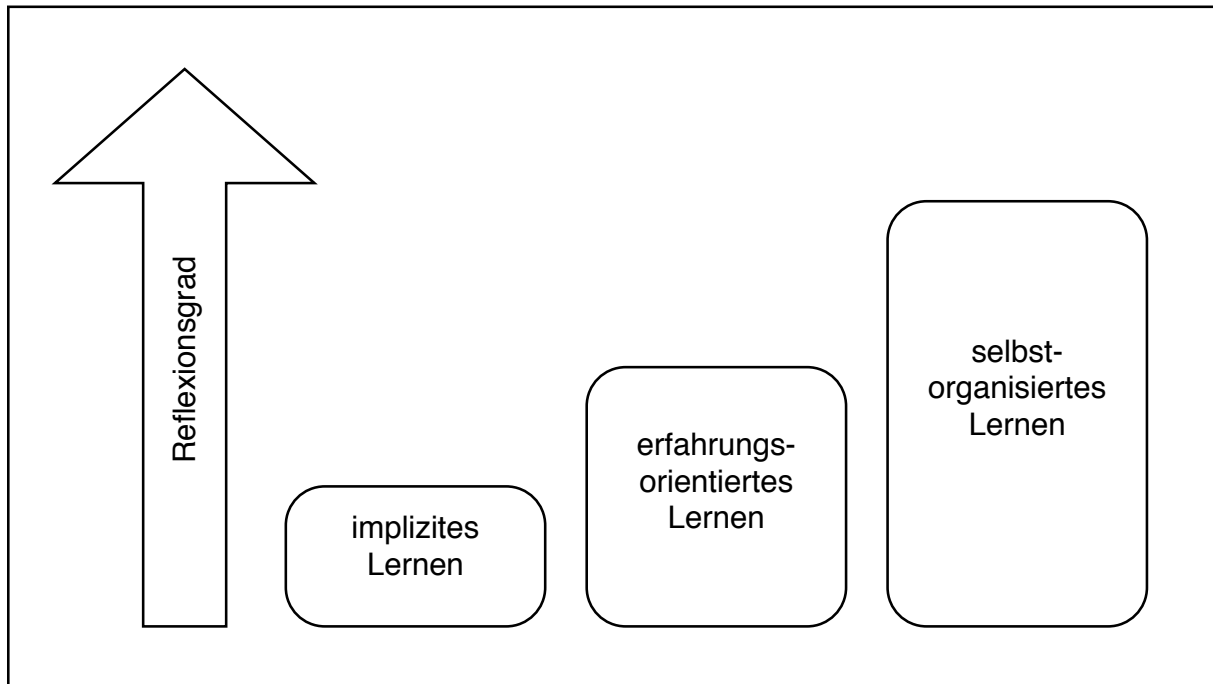 Reflexionsgrad
implizites
Lernen
erfahrungs-
orientiertes
Lernen
selbst-
organisiertes
Lernen